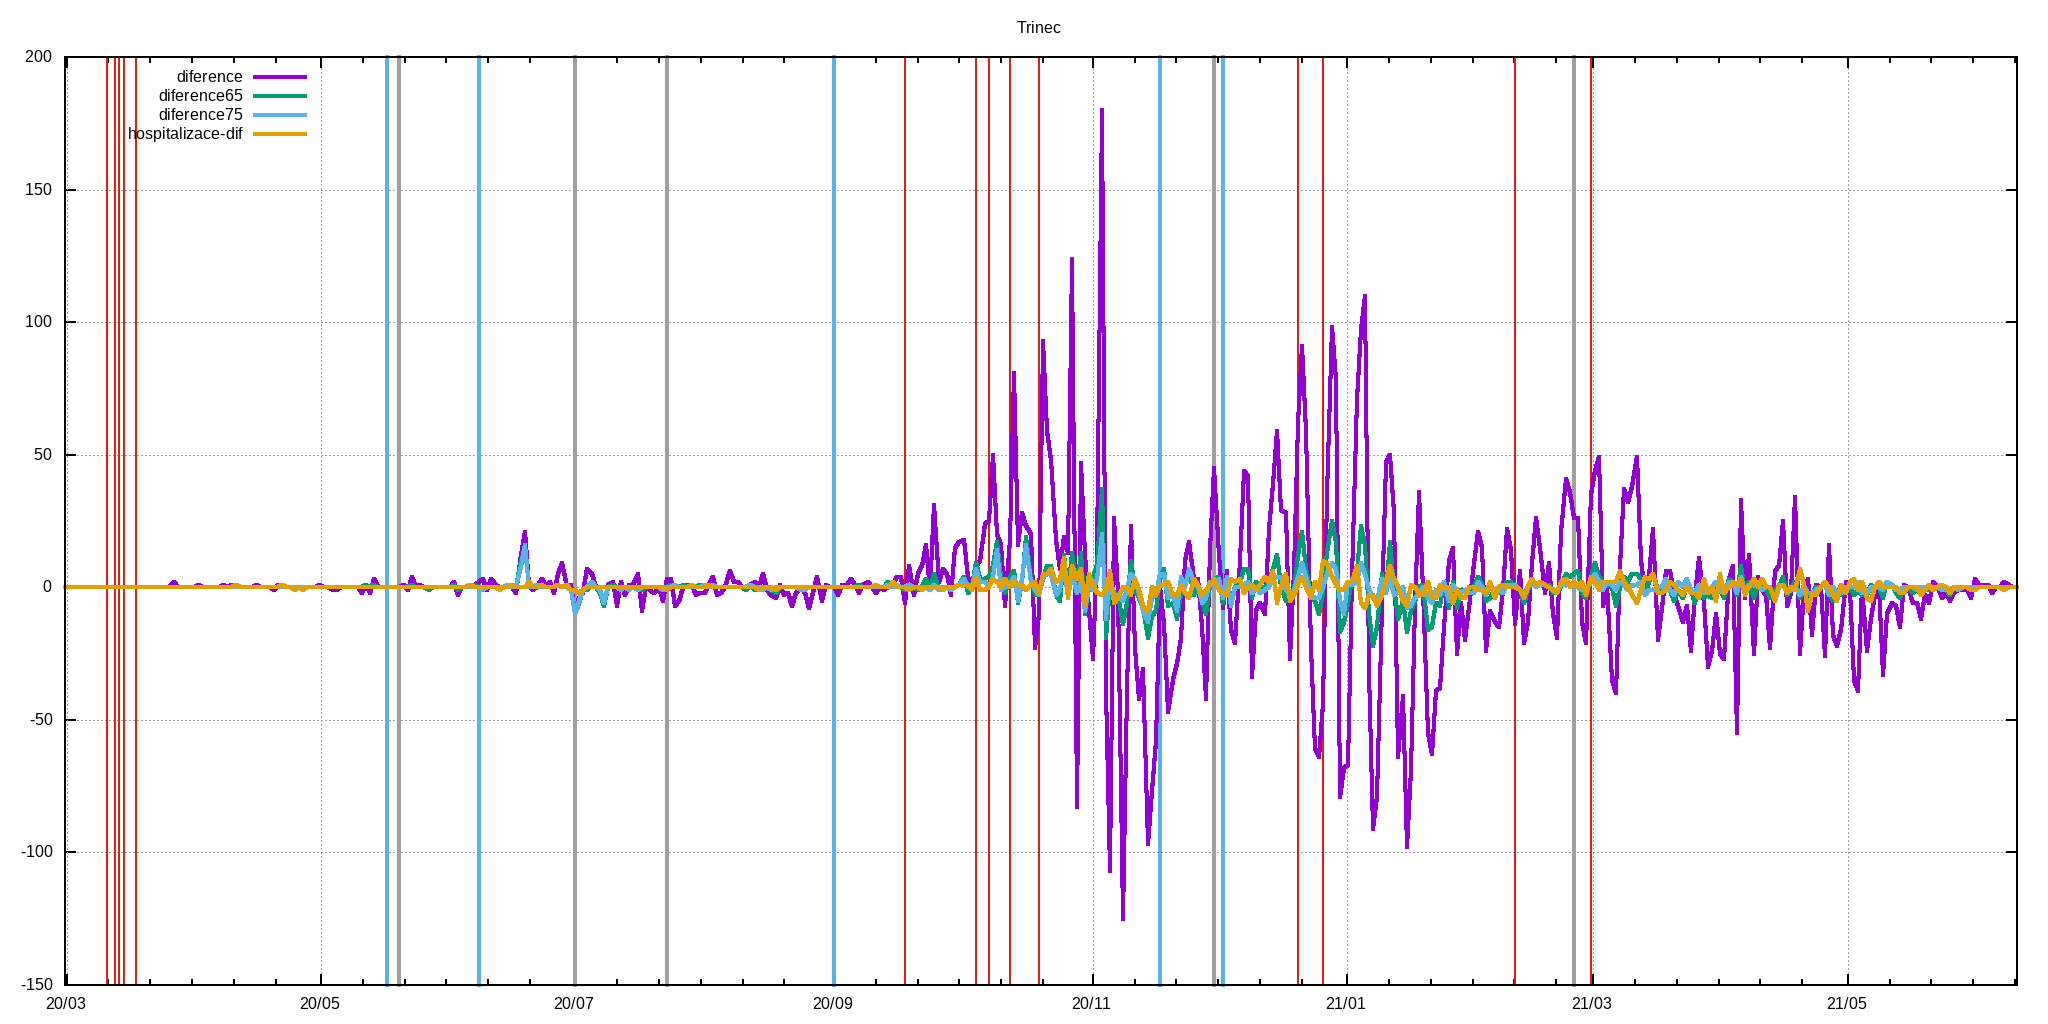 Trinec
200
diference
diference65
diference75
hospitalizace-dif
150
100
50
0
-50
-100
-150
20/03 20/05 20/07 20/09 20/11 21/01 21/03 21/05